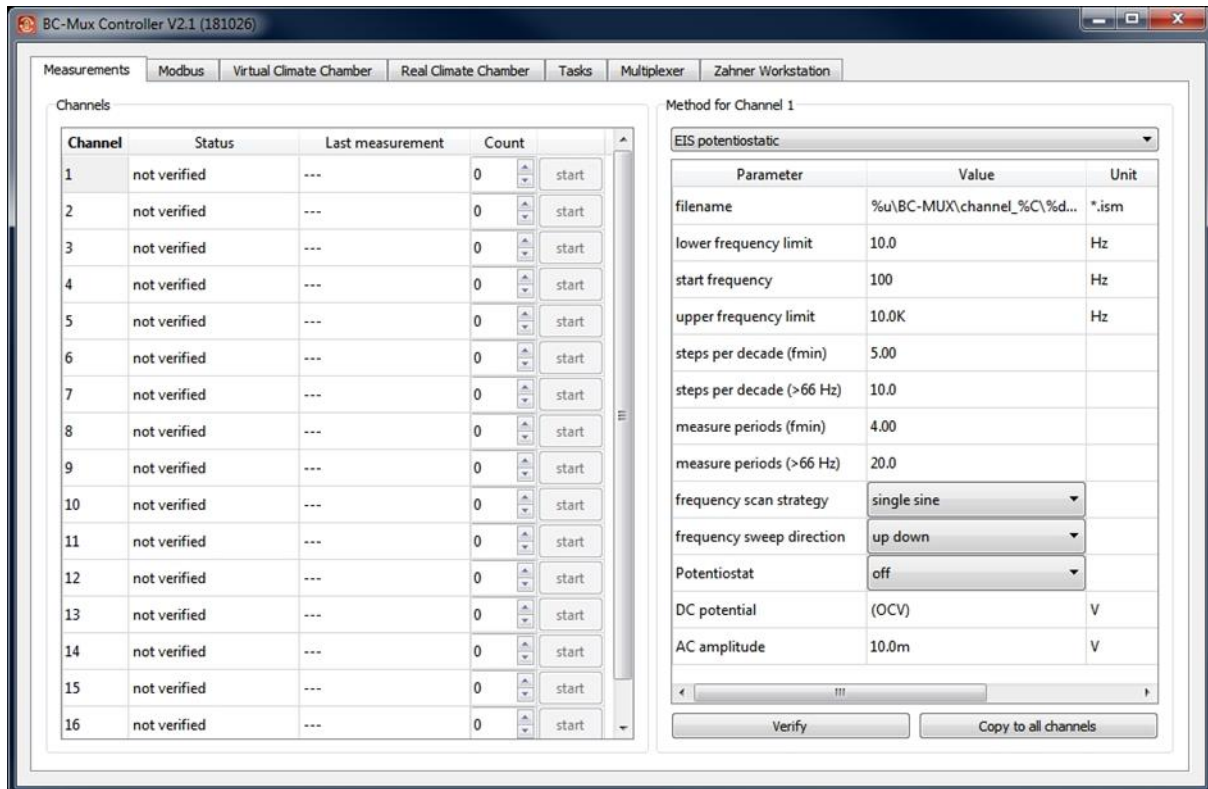 BC-Mux Controller V2.1 (181026)
Measurements Modbus Virtual Climate Chamber Real Climate Chamber Tasks Multiplexer Zahner Workstation
Channels
Channel Status Last measurement Count
1 not verified --- 0 start
2 not verified --- 0 start
3 not verified --- 0 start
4 not verified --- 0 start
5 not verified --- 0 start
6 not verified --- 0 start
7 not verified --- 0 start
8 not verified --- 0 start
9 not verified --- 0 start
10 not verified --- 0 start
11 not verified --- 0 start
12 not verified --- 0 start
13 not verified --- 0 start
14 not verified --- 0 start
15 not verified --- 0 start
16 not verified --- 0 start
Method for Channel 1
EIS potentiostatic
Parameter Value Unit
filename %u\BC-MUX\channel_%C\%d... *.ism
lower frequency limit 10.0 Hz
start frequency 100 Hz
upper frequency limit 10.0K Hz
steps per decade (fmin) 5.00
steps per decade (>66 Hz) 10.0
measure periods (fmin) 4.00
measure periods (>66 Hz) 20.0
frequency scan strategy single sine
frequency sweep direction up down
Potentiostat off
DC potential (OCV) V
AC amplitude 10.0m V
Verify Copy to all channels